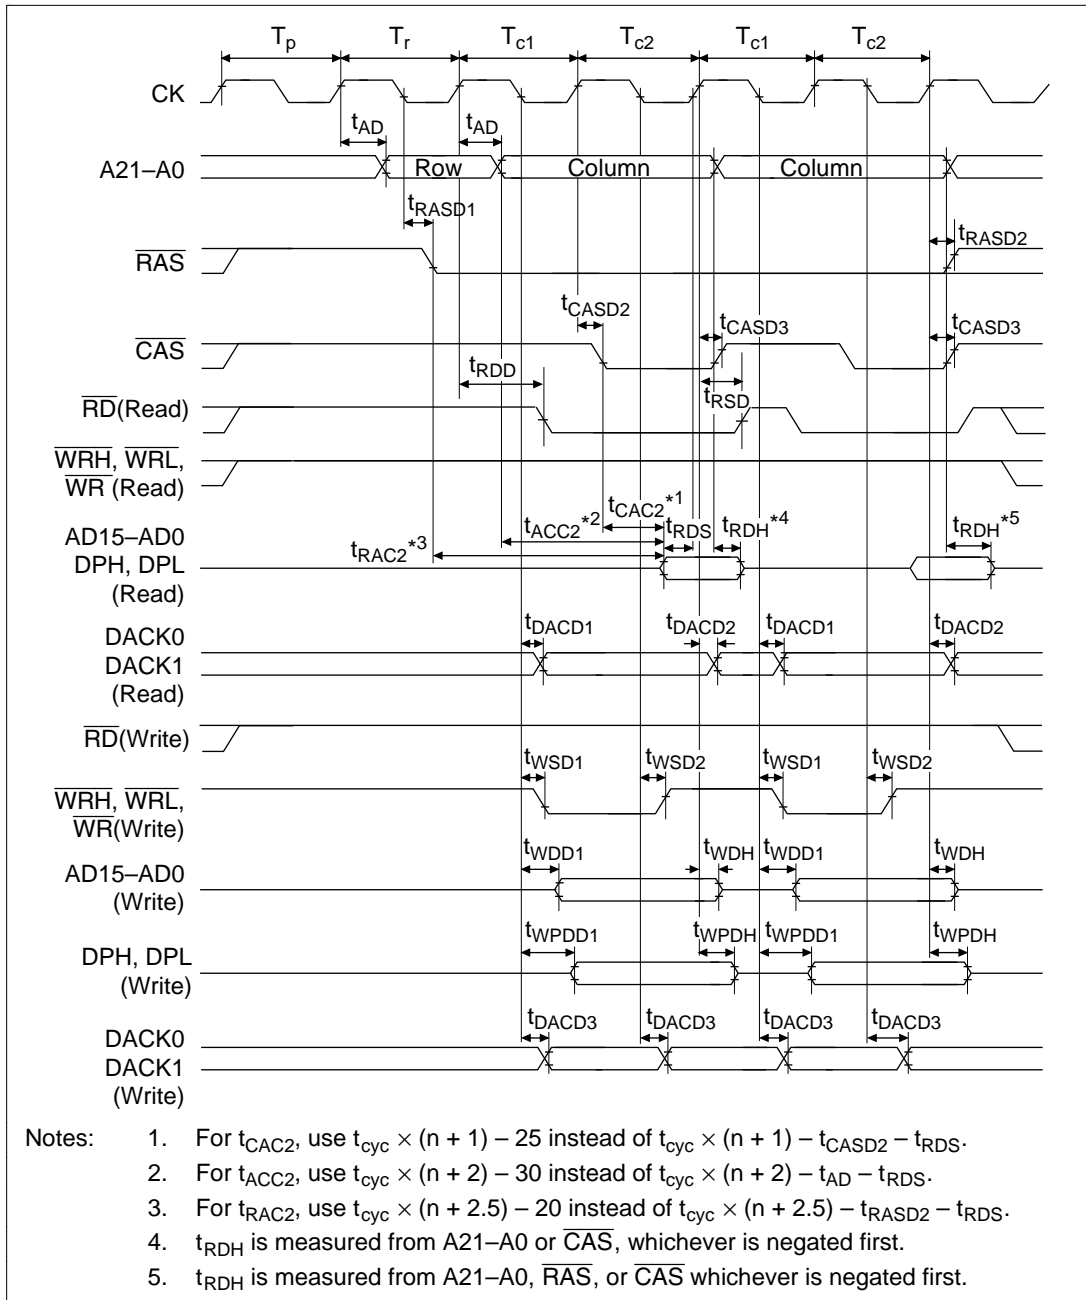 Tp Tr Tc1 Tc2 Tc1 Tc2
CK
tAD tAD
A21–A0 Row Column Column
tRASD1
tRASD2
RAS
tCASD2 tCASD3 tCASD3
CAS
tRDD tRSD
RD(Read)
WRH, WRL,
WR (Read)
tCAC2*1
tACC2*2 tRDS tRDH*4 tRDH*5
tRAC2*3
AD15–AD0
DPH, DPL
(Read)
tDACD1 tDACD2 tDACD1 tDACD2
DACK0
DACK1
(Read)
RD(Write)
tWSD1 tWSD2 tWSD1 tWSD2
WRH, WRL,
WR(Write)
tWDD1 tWDH tWDD1 tWDH
AD15–AD0
(Write)
tWPDD1 tWPDH tWPDD1 tWPDH
DPH, DPL
(Write)
tDACD3 tDACD3 tDACD3 tDACD3
DACK0
DACK1
(Write)
Notes: 1. For tCAC2, use tcyc × (n + 1) – 25 instead of tcyc × (n + 1) – tCASD2 – tRDS.
2. For tACC2, use tcyc × (n + 2) – 30 instead of tcyc × (n + 2) – tAD – tRDS.
3. For tRAC2, use tcyc × (n + 2.5) – 20 instead of tcyc × (n + 2.5) – tRASD2 – tRDS.
4. tRDH is measured from A21–A0 or CAS, whichever is negated first.
5. tRDH is measured from A21–A0, RAS, or CAS whichever is negated first.